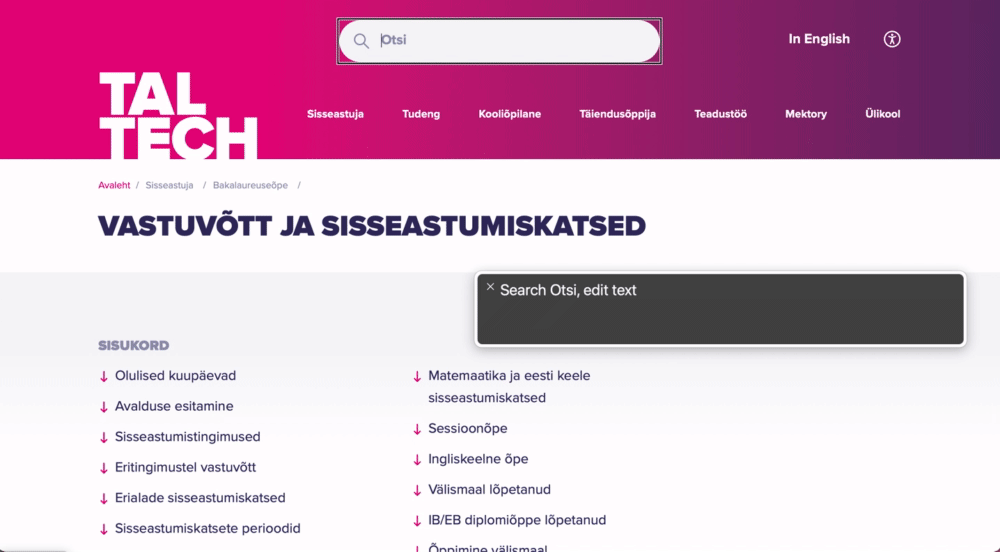 Otsi
In English
TAL
TECH
Sisseastuja Tudeng Kooliõpilane Täiendusõppija Teadustöö Mektory Ülikool
Avaleht / Sisseastuja / Bakalaureuseõpe /
VASTUVÕTT JA SISSEASTUMISKATSED
× Search Otsi, edit text
SISUKORD
↓ Olulised kuupäevad
↓ Avalduse esitamine
↓ Sisseastumistingimused
↓ Eritingimustel vastuvõtt
↓ Erialade sisseastumiskatsed
↓ Sisseastumiskatsete perioodid
↓ Matemaatika ja eesti keele
sisseastumiskatsed
↓ Sessioonõpe
↓ Ingliskeelne õpe
↓ Välismaal lõpetanud
↓ IB/EB diplomiõppe lõpetanud
↓ Õppimine välismaal